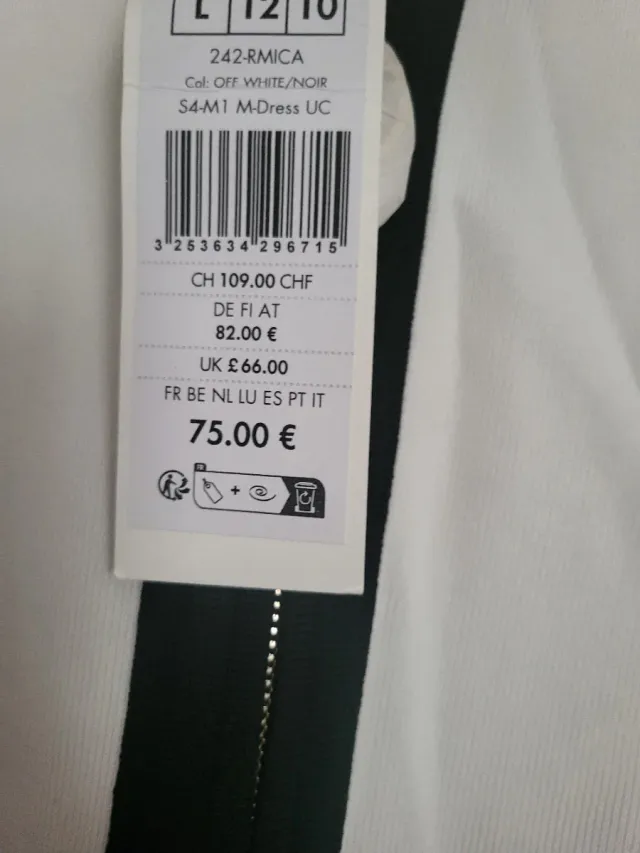 L 12 10
242-RMICA
Col: OFF WHITE/NOIR
S4-M1 M-Dress UC
3 253634 296715
CH 109.00 CHF
DE FI AT
82.00 €
UK £66.00
FR BE NL LU ES PT IT
75.00 €
FR